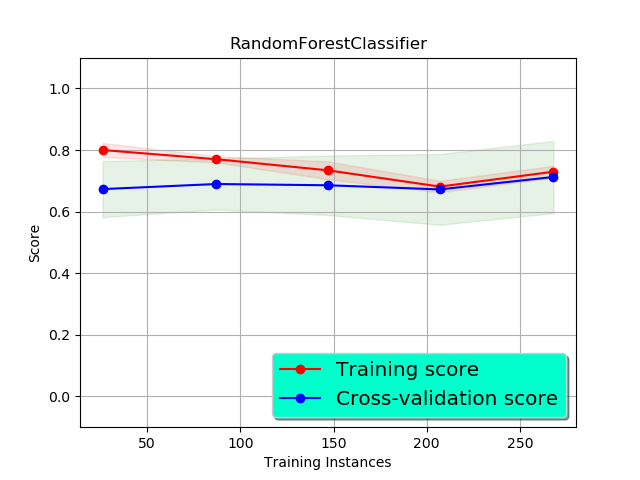 RandomForestClassifier
Score
1.0
0.8
0.6
0.4
0.2
0.0
Training score
Cross-validation score
50
100
150
200
250
Training Instances